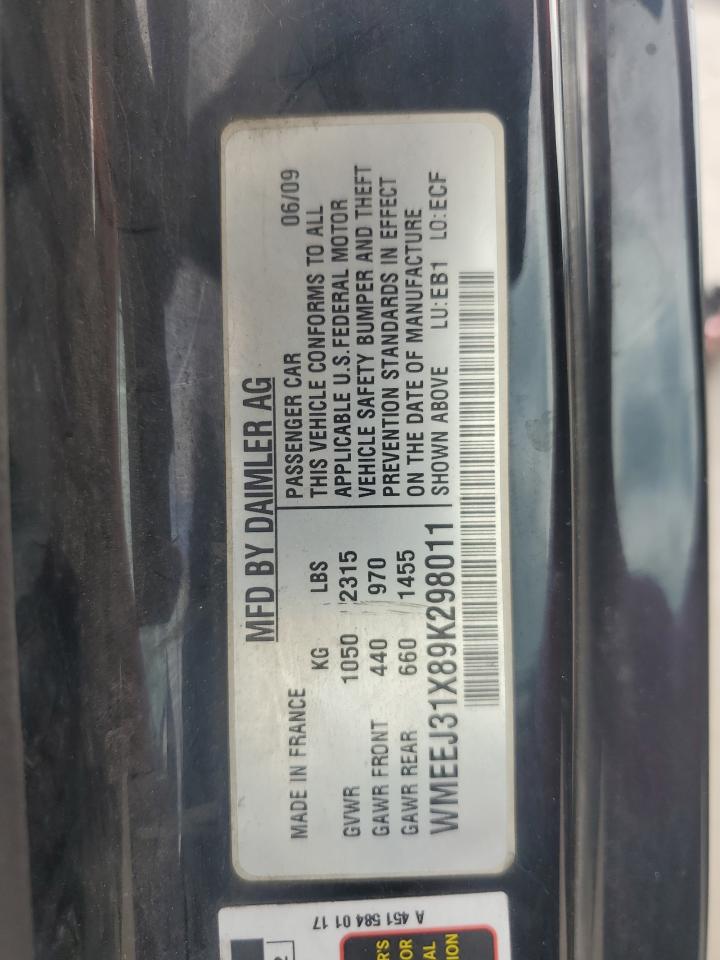 MFD BY DAIMLER AG
MADE IN FRANCE
KG LBS
GVWR 1050 2315
GAWR FRONT 440 970
GAWR REAR 660 1455
PASSENGER CAR 06/09
THIS VEHICLE CONFORMS TO ALL
APPLICABLE U.S. FEDERAL MOTOR
VEHICLE SAFETY BUMPER AND THEFT
PREVENTION STANDARDS IN EFFECT
ON THE DATE OF MANUFACTURE
SHOWN ABOVE LU:EB1 LO:ECF
WMEEJ31X89K298011
A 451 584 01 17